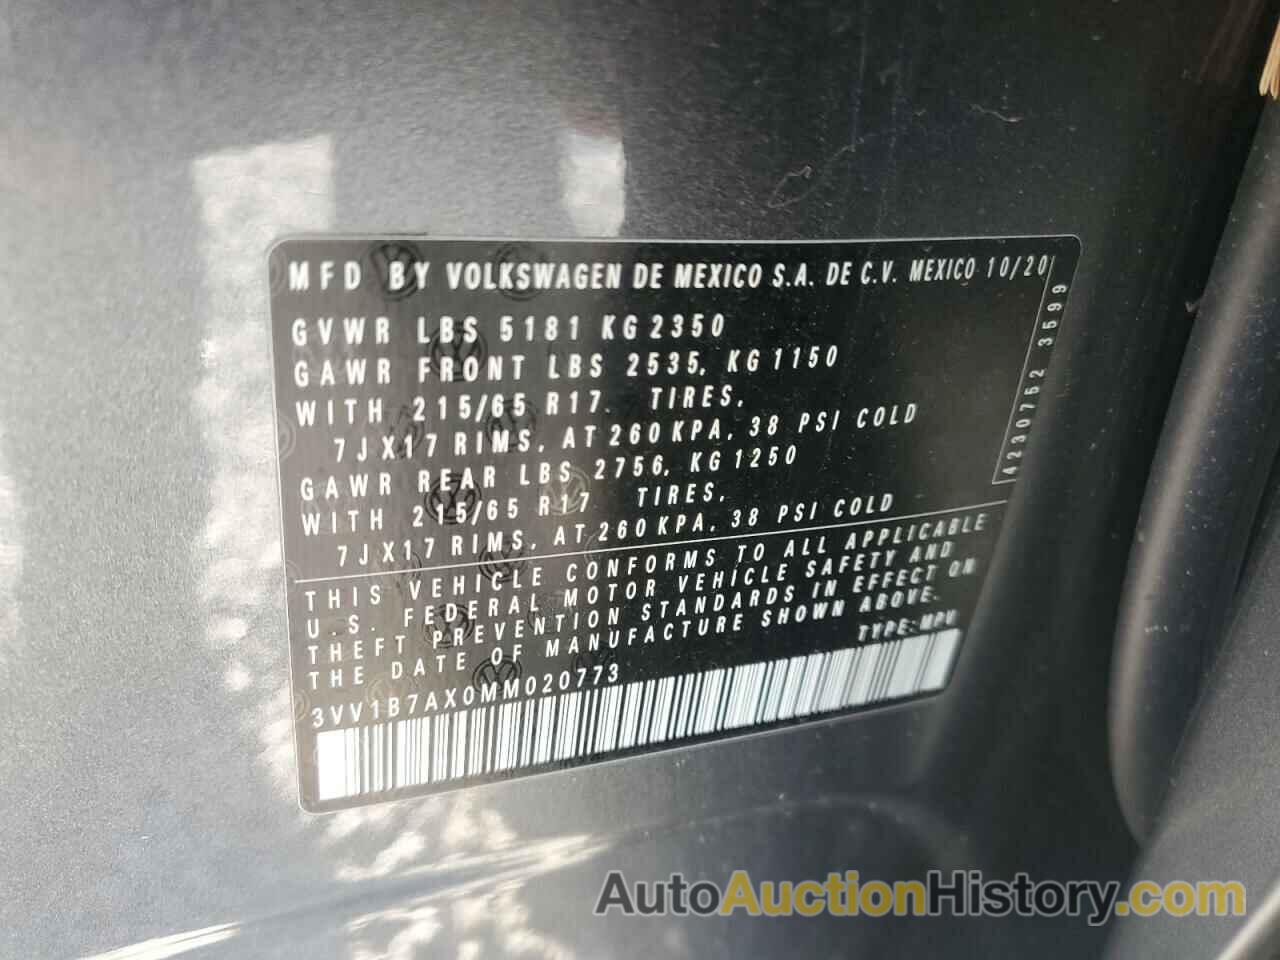 MFD BY VOLKSWAGEN DE MEXICO S.A. DE C.V. MEXICO 10/20
GVWR LBS 5181 KG 2350
GAWR FRONT LBS 2535, KG 1150
WITH 215/65 R17. TIRES,
7JX17 RIMS, AT 260 KPA, 38 PSI COLD
GAWR REAR LBS 2756, KG 1250
WITH 215/65 R17 TIRES,
7JX17 RIMS, AT 260 KPA, 38 PSI COLD
4230752 3599
THIS VEHICLE CONFORMS TO ALL APPLICABLE
U.S. FEDERAL MOTOR VEHICLE SAFETY AND
THEFT PREVENTION STANDARDS IN EFFECT ON
THE DATE OF MANUFACTURE SHOWN ABOVE.
TYPE: MPV
3VV1B7AX0MM020773
AutoAuctionHistory.com